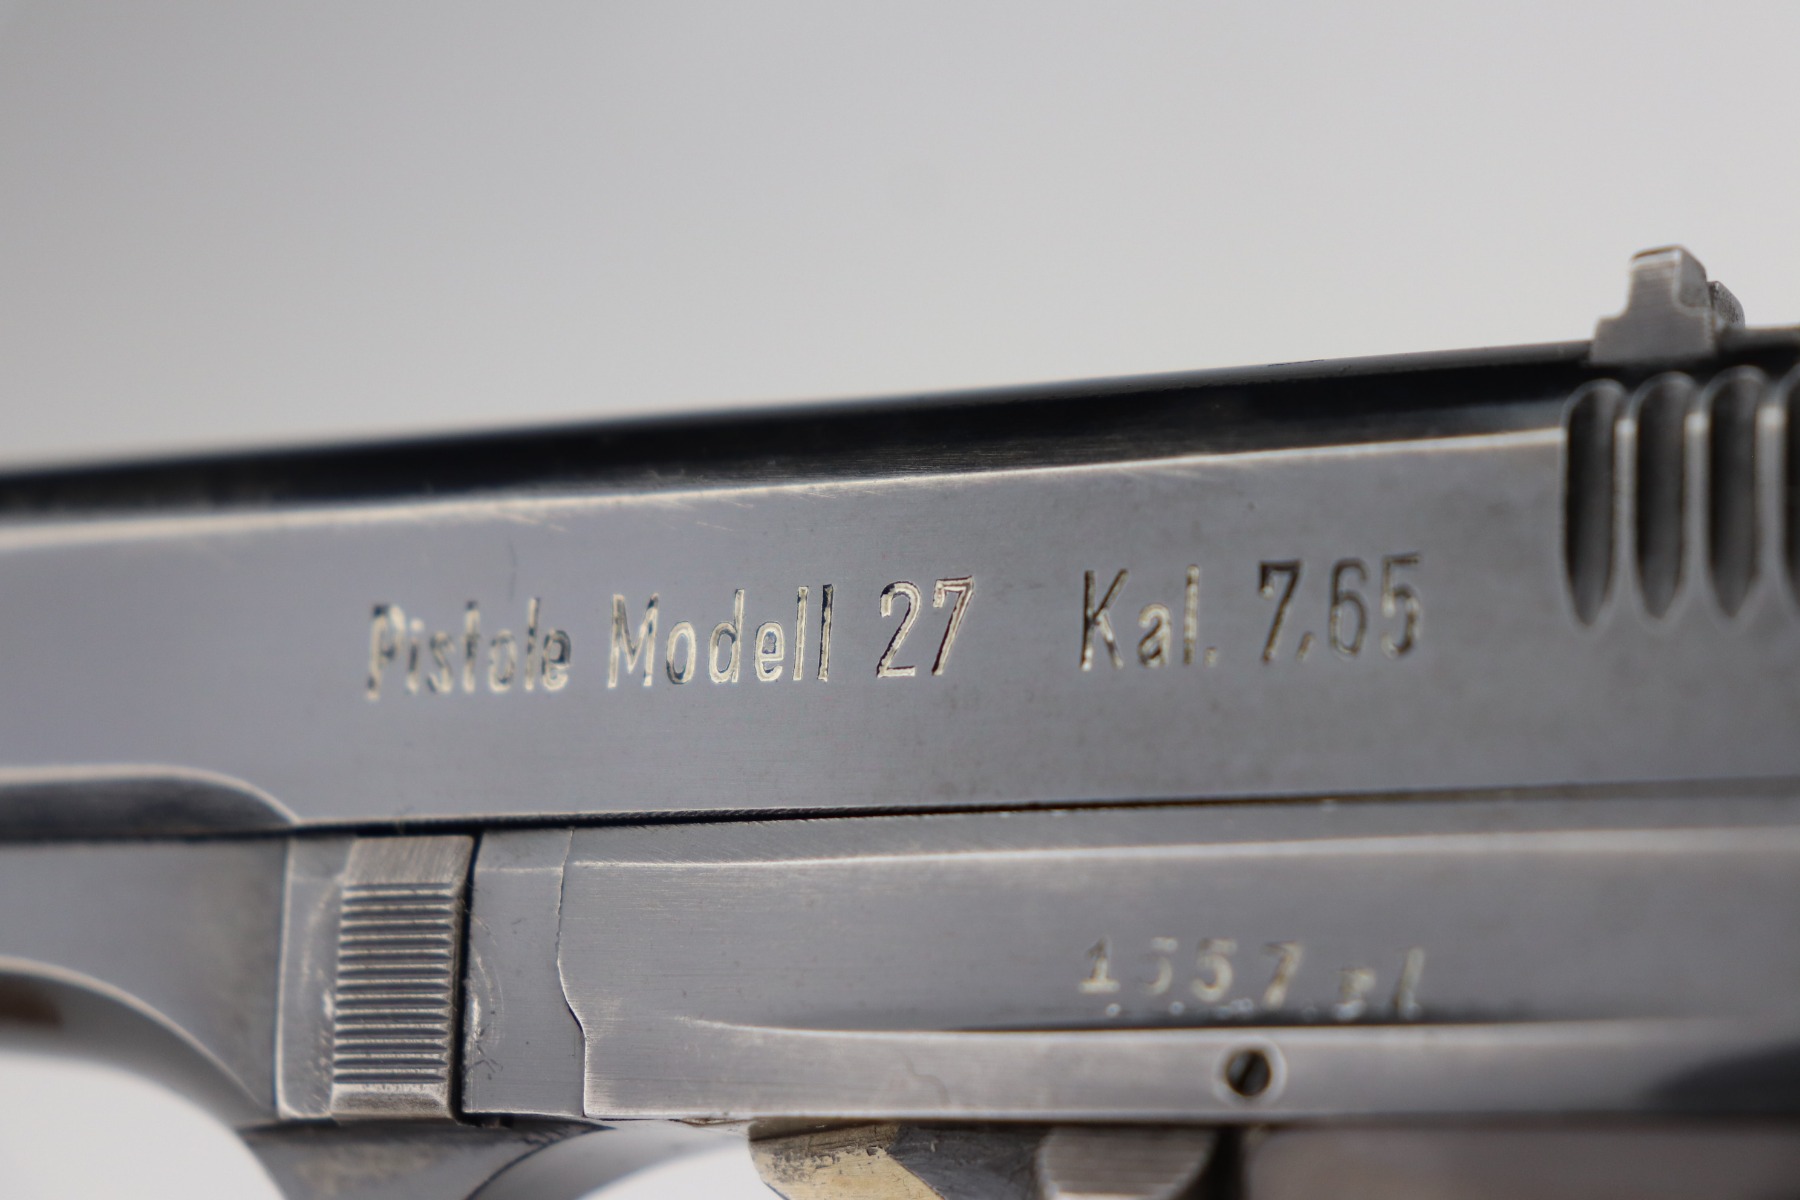 Pistole Modell 27 Kal. 7,65